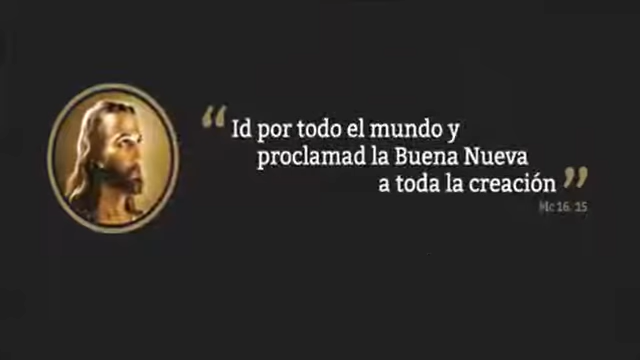 “Id por todo el mundo y
proclamad la Buena Nueva
a toda la creación”
Mc 16, 15